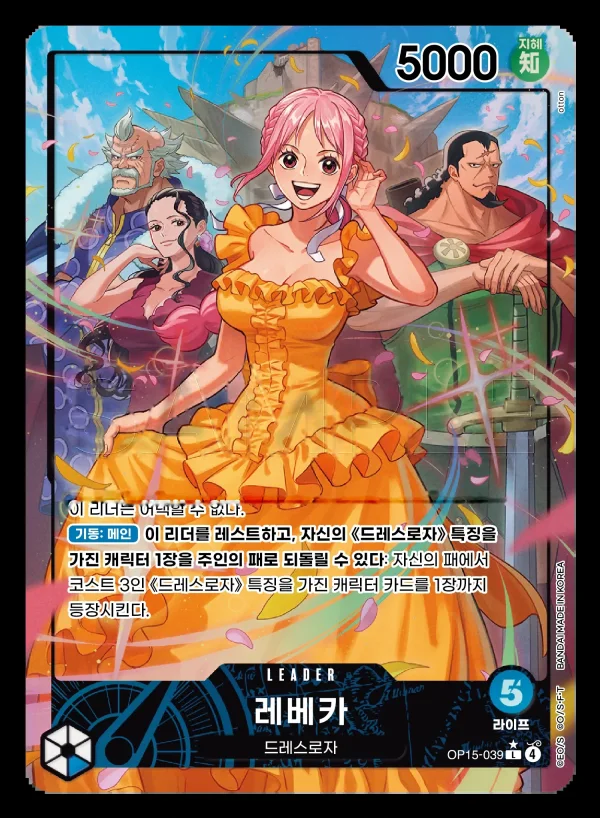 5000
지혜
知
otton
SAMPLE
이 리더는 어택할 수 없다.
기동: 메인 이 리더를 레스트하고, 자신의 《드레스로자》 특징을
가진 캐릭터 1장을 주인의 패로 되돌릴 수 있다: 자신의 패에서
코스트 3인 《드레스로자》 특징을 가진 캐릭터 카드를 1장까지
등장시킨다.
LEADER
레베카
드레스로자
5
라이프
OP15-039 L 4
©EO/S ©O/S·F·T BANDAI MADE IN KOREA